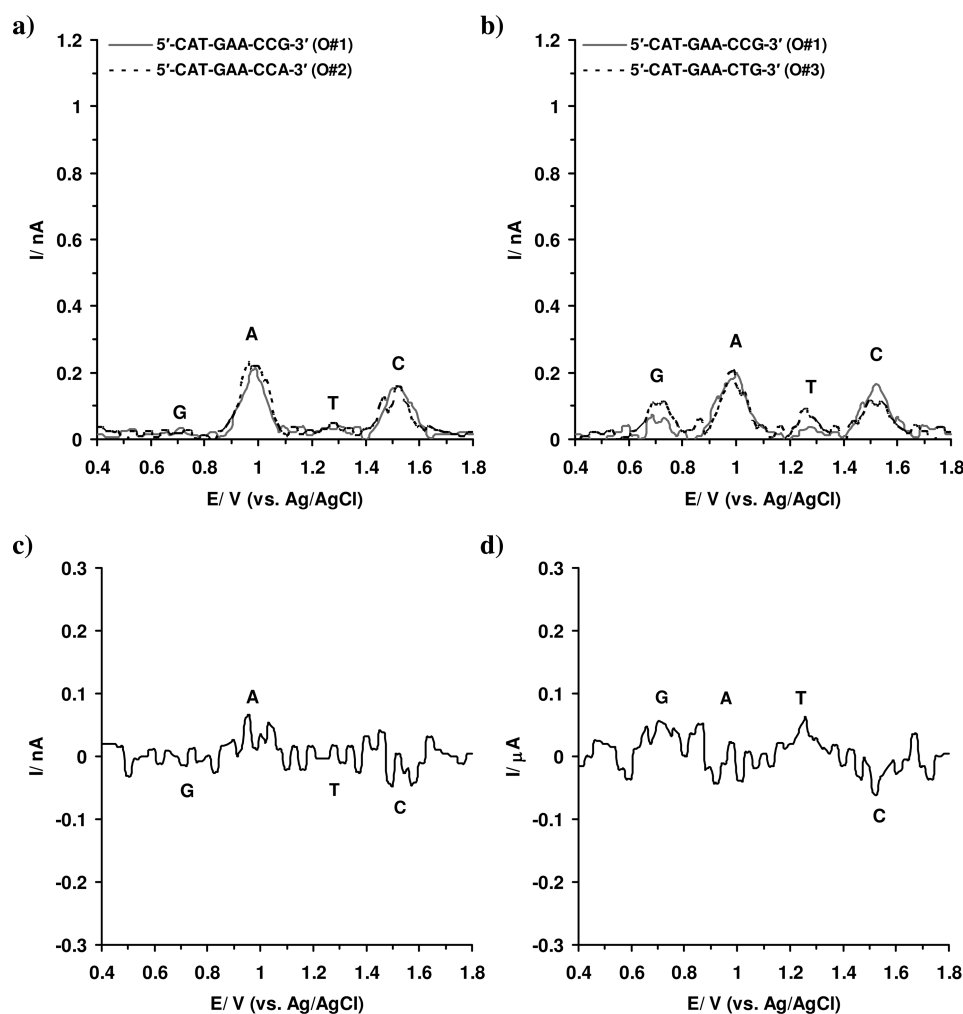 a)
5′-CAT-GAA-CCG-3′ (O#1)
5′-CAT-GAA-CCA-3′ (O#2)
I/ nA
1.2
1
0.8
0.6
0.4
0.2
0
G
A
T
C
0.4 0.6 0.8 1 1.2 1.4 1.6 1.8
E/ V (vs. Ag/AgCl)
b)
5′-CAT-GAA-CCG-3′ (O#1)
5′-CAT-GAA-CTG-3′ (O#3)
I/ nA
1.2
1
0.8
0.6
0.4
0.2
0
G
A
T
C
0.4 0.6 0.8 1 1.2 1.4 1.6 1.8
E/ V (vs. Ag/AgCl)
c)
I/ nA
0.3
0.2
0.1
0
-0.1
-0.2
-0.3
A
G
T
C
0.4 0.6 0.8 1 1.2 1.4 1.6 1.8
E/ V (vs. Ag/AgCl)
d)
I/ μA
0.3
0.2
0.1
0
-0.1
-0.2
-0.3
G
A
T
C
0.4 0.6 0.8 1 1.2 1.4 1.6 1.8
E/ V (vs. Ag/AgCl)